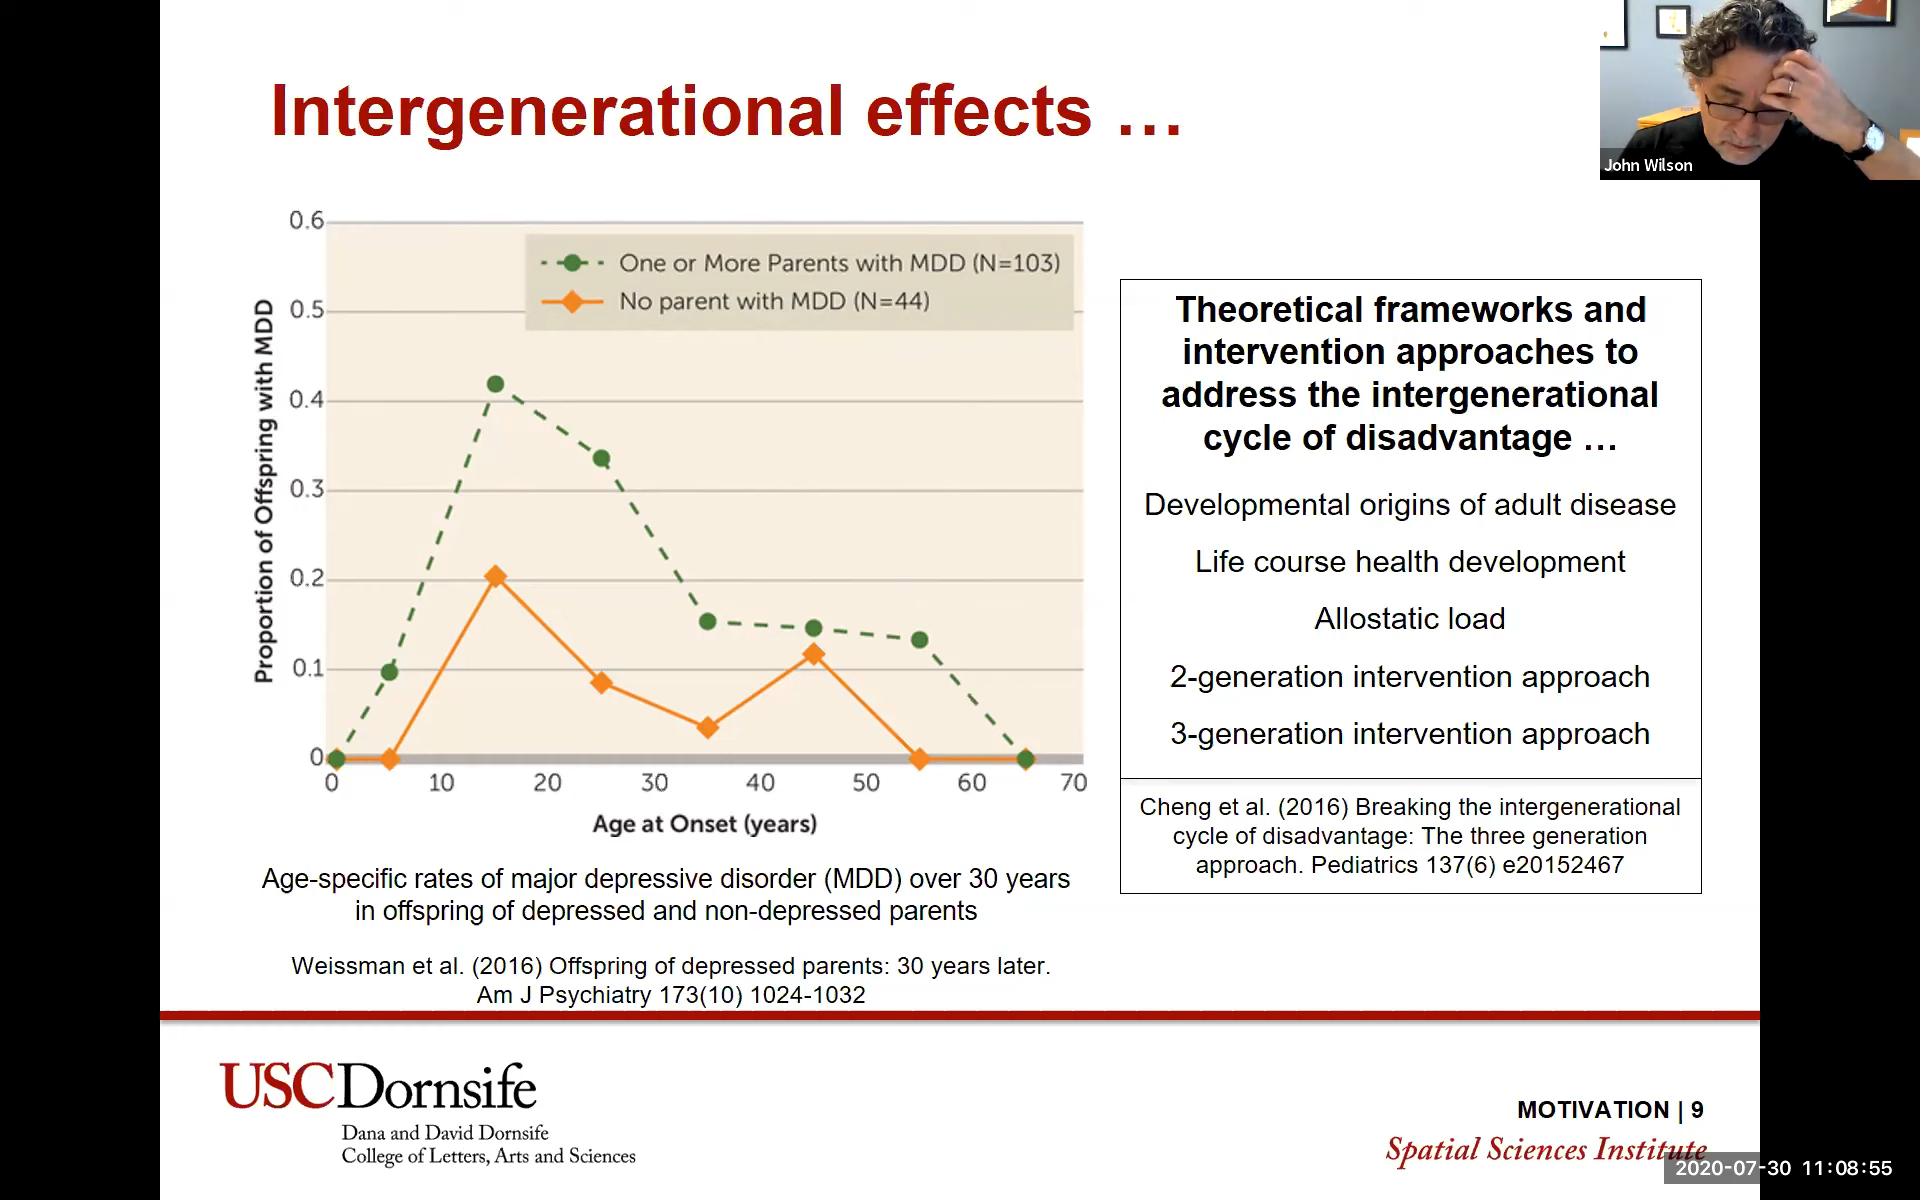 Intergenerational effects …
John Wilson
0.6
0.5
0.4
0.3
0.2
0.1
0
Proportion of Offspring with MDD
One or More Parents with MDD (N=103)
No parent with MDD (N=44)
0 10 20 30 40 50 60 70
Age at Onset (years)
Age-specific rates of major depressive disorder (MDD) over 30 years
in offspring of depressed and non-depressed parents
Weissman et al. (2016) Offspring of depressed parents: 30 years later.
Am J Psychiatry 173(10) 1024-1032
Theoretical frameworks and
intervention approaches to
address the intergenerational
cycle of disadvantage …
Developmental origins of adult disease
Life course health development
Allostatic load
2-generation intervention approach
3-generation intervention approach
Cheng et al. (2016) Breaking the intergenerational
cycle of disadvantage: The three generation
approach. Pediatrics 137(6) e20152467
USCDornsife
Dana and David Dornsife
College of Letters, Arts and Sciences
MOTIVATION | 9
Spatial Sciences Institute
2020-07-30 11:08:55